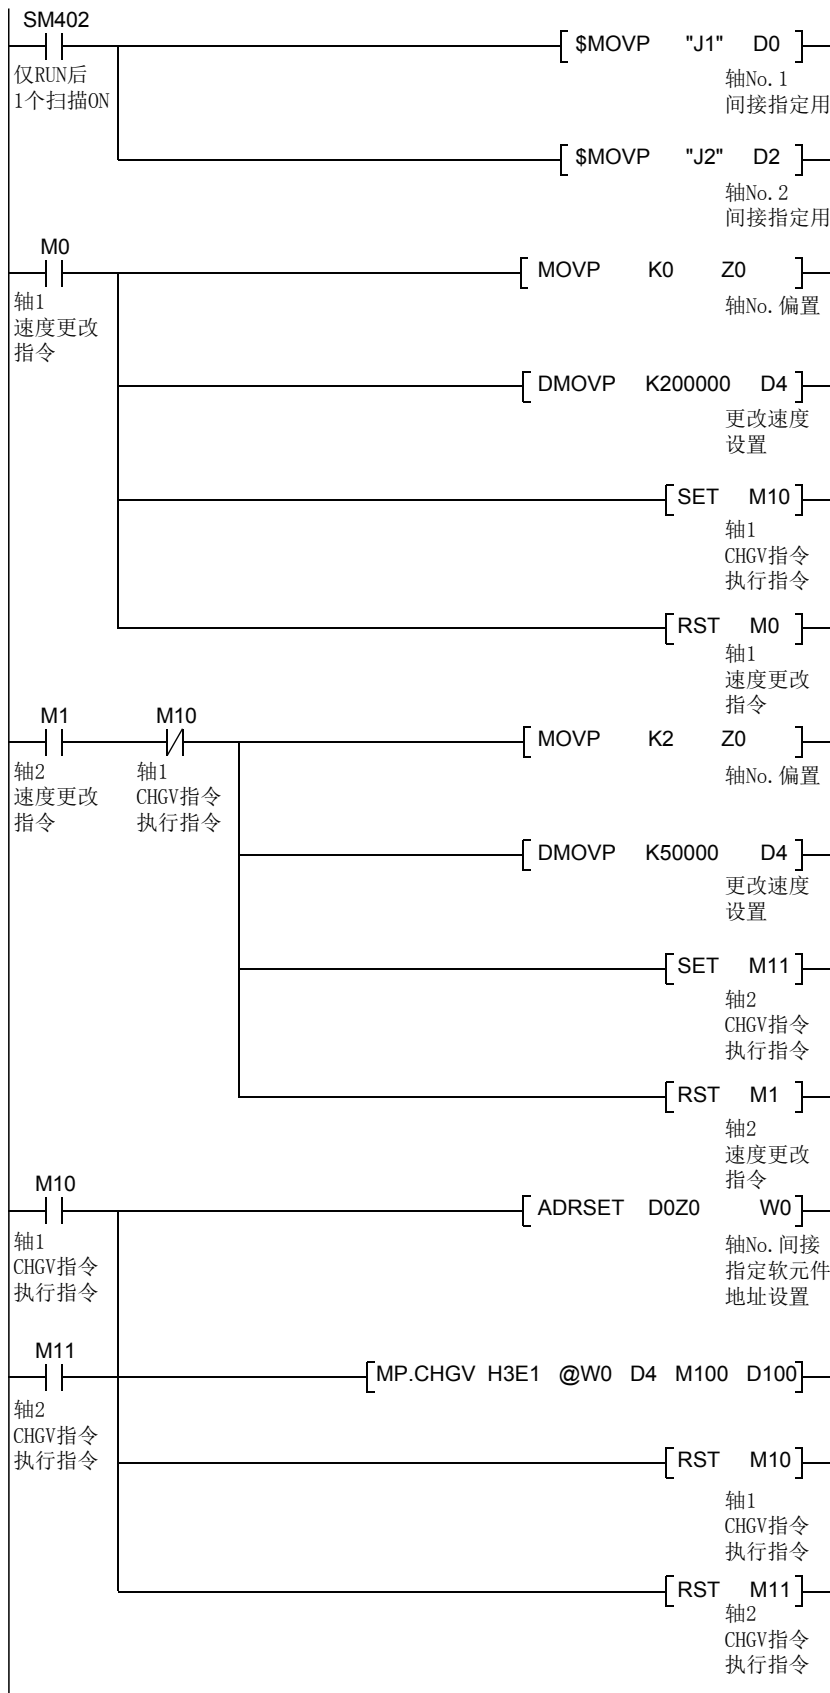 SM402
$MOVP "J1" D0
仅RUN后
1个扫描ON
轴No.1
间接指定用
$MOVP "J2" D2
轴No.2
间接指定用
M0
MOVP K0 Z0
轴1
速度更改
指令
轴No.偏置
DMOVP K200000 D4
更改速度
设置
SET M10
轴1
CHGV指令
执行指令
RST M0
轴1
速度更改
指令
M1 M10
MOVP K2 Z0
轴2
速度更改
指令
轴1
CHGV指令
执行指令
轴No.偏置
DMOVP K50000 D4
更改速度
设置
SET M11
轴2
CHGV指令
执行指令
RST M1
轴2
速度更改
指令
M10
ADRSET D0Z0 W0
轴1
CHGV指令
执行指令
轴No.间接
指定软元件
地址设置
M11
MP.CHGV H3E1 @W0 D4 M100 D100
轴2
CHGV指令
执行指令
RST M10
轴1
CHGV指令
执行指令
RST M11
轴2
CHGV指令
执行指令